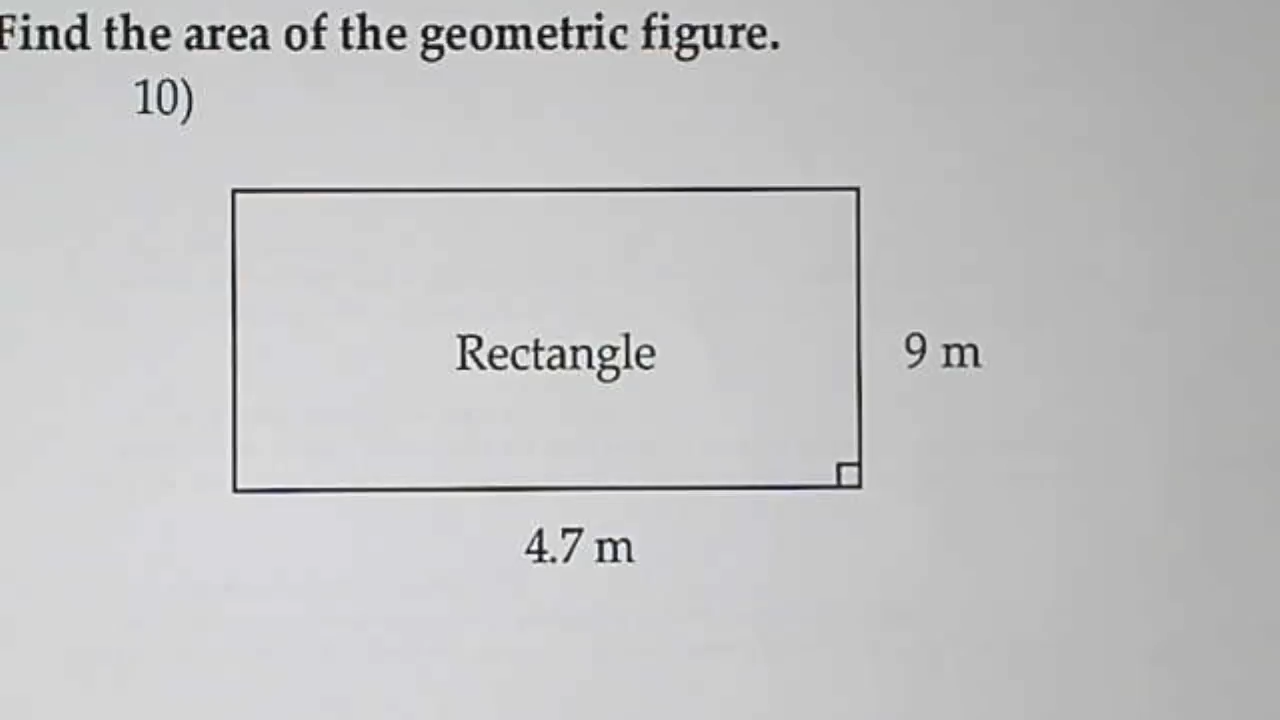 Find the area of the geometric figure.
10)
Rectangle
9 m
4.7 m